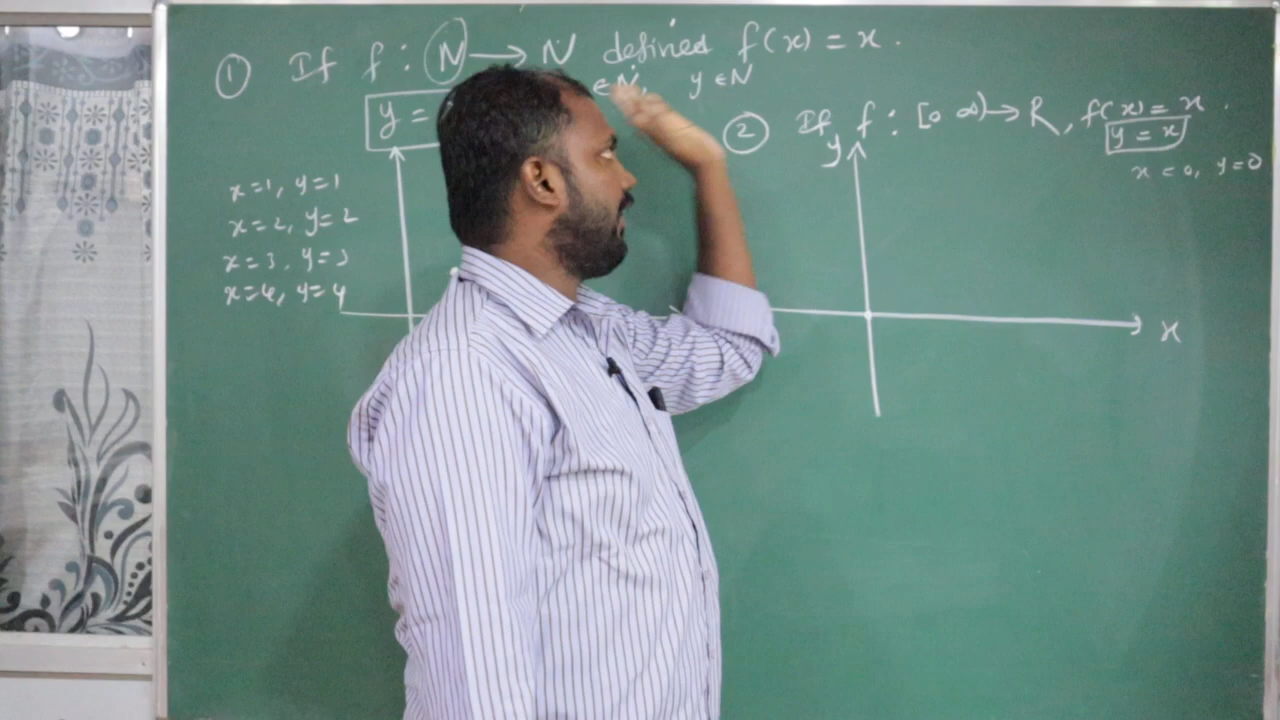 ① If f : N → N defined f(x) = x .
y =
∈ N, y ∈ N
x=1, y=1
x=2, y=2
x=3, y=3
x=4, y=4
② If f : [0 ∞) → R, f(x) = x .
y = x
x = 0, y=0
y
x